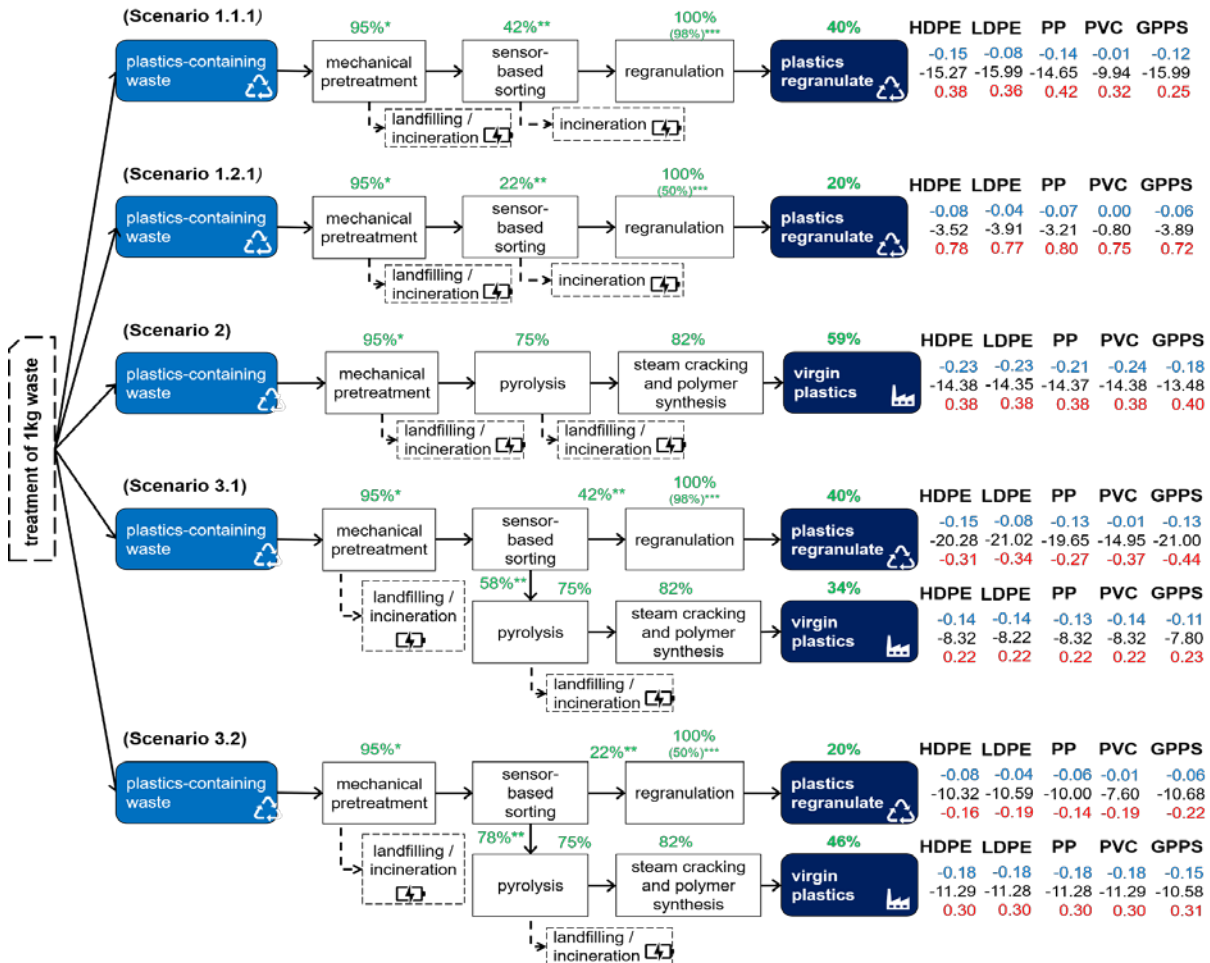 treatment of 1kg waste
(Scenario 1.1.1)
95%* 42%** 100% 40% HDPE LDPE PP PVC GPPS
(98%)***
plastics-containing
waste
mechanical
pretreatment
sensor-
based
sorting
regranulation
plastics
regranulate
-0.15 -0.08 -0.14 -0.01 -0.12
-15.27 -15.99 -14.65 -9.94 -15.99
0.38 0.36 0.42 0.32 0.25
landfilling /
incineration
incineration
(Scenario 1.2.1)
95%* 22%** 100% 20% HDPE LDPE PP PVC GPPS
(50%)***
plastics-containing
waste
mechanical
pretreatment
sensor-
based
sorting
regranulation
plastics
regranulate
-0.08 -0.04 -0.07 0.00 -0.06
-3.52 -3.91 -3.21 -0.80 -3.89
0.78 0.77 0.80 0.75 0.72
landfilling /
incineration
incineration
(Scenario 2)
95%* 75% 82% 59% HDPE LDPE PP PVC GPPS
plastics-containing
waste
mechanical
pretreatment
pyrolysis
steam cracking
and polymer
synthesis
virgin
plastics
-0.23 -0.23 -0.21 -0.24 -0.18
-14.38 -14.35 -14.37 -14.38 -13.48
0.38 0.38 0.38 0.38 0.40
landfilling /
incineration
landfilling /
incineration
(Scenario 3.1)
95%* 42%** 100% 40% HDPE LDPE PP PVC GPPS
(98%)***
plastics-containing
waste
mechanical
pretreatment
sensor-
based
sorting
regranulation
plastics
regranulate
-0.15 -0.08 -0.13 -0.01 -0.13
-20.28 -21.02 -19.65 -14.95 -21.00
-0.31 -0.34 -0.27 -0.37 -0.44
landfilling /
incineration
58%** 75% 82% 34% HDPE LDPE PP PVC GPPS
pyrolysis
steam cracking
and polymer
synthesis
virgin
plastics
-0.14 -0.14 -0.13 -0.14 -0.11
-8.32 -8.22 -8.32 -8.32 -7.80
0.22 0.22 0.22 0.22 0.23
landfilling /
incineration
(Scenario 3.2)
95%* 22%** 100% 20% HDPE LDPE PP PVC GPPS
(50%)***
plastics-containing
waste
mechanical
pretreatment
sensor-
based
sorting
regranulation
plastics
regranulate
-0.08 -0.04 -0.06 -0.01 -0.06
-10.32 -10.59 -10.00 -7.60 -10.68
-0.16 -0.19 -0.14 -0.19 -0.22
landfilling /
incineration
78%** 75% 82% 46% HDPE LDPE PP PVC GPPS
pyrolysis
steam cracking
and polymer
synthesis
virgin
plastics
-0.18 -0.18 -0.18 -0.18 -0.15
-11.29 -11.28 -11.28 -11.29 -10.58
0.30 0.30 0.30 0.30 0.31
landfilling /
incineration